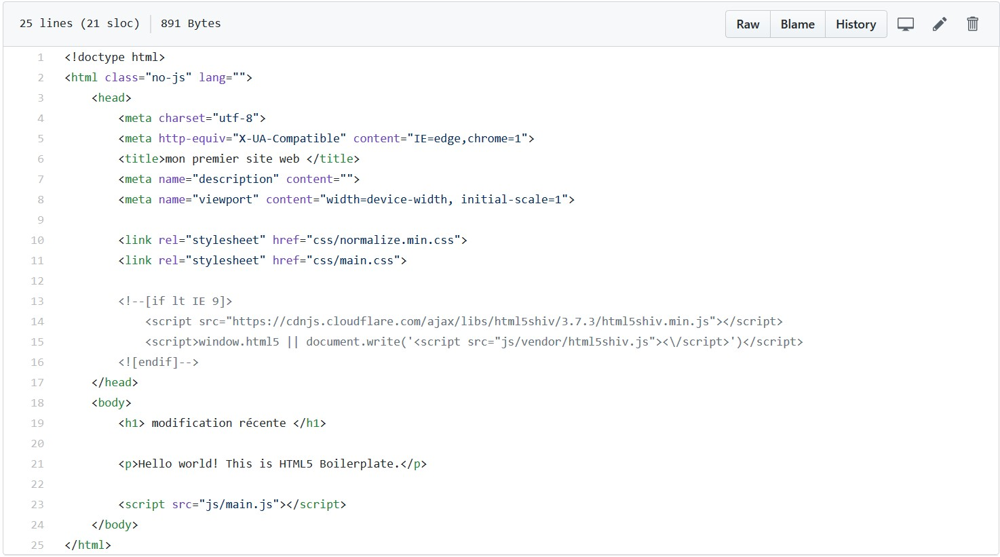 25 lines (21 sloc) 891 Bytes Raw Blame History
1 <!doctype html>
2 <html class="no-js" lang="">
3 <head>
4 <meta charset="utf-8">
5 <meta http-equiv="X-UA-Compatible" content="IE=edge,chrome=1">
6 <title>mon premier site web </title>
7 <meta name="description" content="">
8 <meta name="viewport" content="width=device-width, initial-scale=1">
9
10 <link rel="stylesheet" href="css/normalize.min.css">
11 <link rel="stylesheet" href="css/main.css">
12
13 <!--[if lt IE 9]>
14 <script src="https://cdnjs.cloudflare.com/ajax/libs/html5shiv/3.7.3/html5shiv.min.js"></script>
15 <script>window.html5 || document.write('<script src="js/vendor/html5shiv.js"><\/script>')</script>
16 <![endif]-->
17 </head>
18 <body>
19 <h1> modification récente </h1>
20
21 <p>Hello world! This is HTML5 Boilerplate.</p>
22
23 <script src="js/main.js"></script>
24 </body>
25 </html>